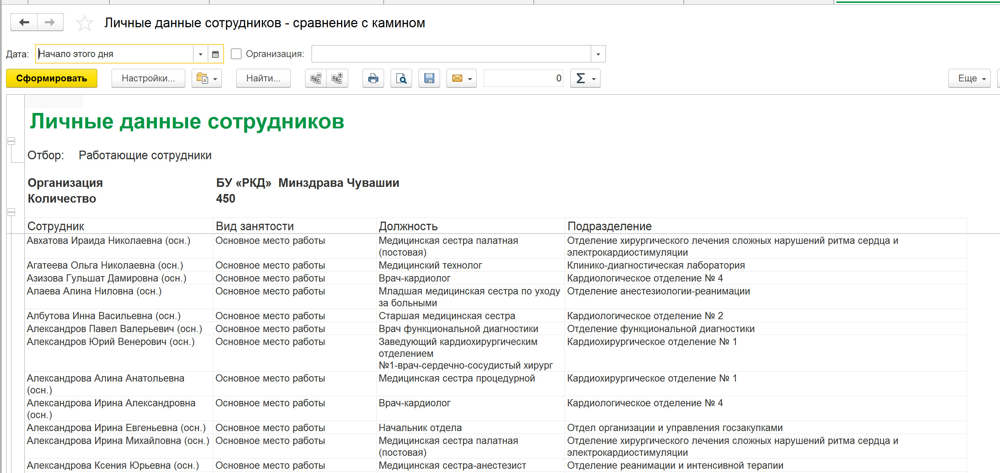 Личные данные сотрудников - сравнение с камином
Дата: Начало этого дня Организация:
Сформировать Настройки... Найти... 0 Σ Еще
Личные данные сотрудников
Отбор: Работающие сотрудники
Организация БУ «РКД» Минздрава Чувашии
Количество 450
Сотрудник Вид занятости Должность Подразделение
Авхатова Ираида Николаевна (осн.) Основное место работы Медицинская сестра палатная Отделение хирургического лечения сложных нарушений ритма сердца и
(постовая) электрокардиостимуляции
Агатеева Ольга Николаевна (осн.) Основное место работы Медицинский технолог Клинико-диагностическая лаборатория
Азизова Гульшат Дамировна (осн.) Основное место работы Врач-кардиолог Кардиологическое отделение № 4
Алаева Алина Ниловна (осн.) Основное место работы Младшая медицинская сестра по уходу Отделение анестезиологии-реанимации
за больными
Албутова Инна Васильевна (осн.) Основное место работы Старшая медицинская сестра Кардиологическое отделение № 2
Александров Павел Валерьевич (осн.) Основное место работы Врач функциональной диагностики Отделение функциональной диагностики
Александров Юрий Венерович (осн.) Основное место работы Заведующий кардиохирургическим Кардиохирургическое отделение № 1
отделением
№1-врач-сердечно-сосудистый хирург
Александрова Алина Анатольевна Основное место работы Медицинская сестра процедурной Кардиохирургическое отделение № 1
(осн.)
Александрова Ирина Александровна Основное место работы Врач-кардиолог Кардиологическое отделение № 4
(осн.)
Александрова Ирина Евгеньевна (осн.) Основное место работы Начальник отдела Отдел организации и управления госзакупками
Александрова Ирина Михайловна (осн.) Основное место работы Медицинская сестра палатная Отделение хирургического лечения сложных нарушений ритма сердца и
(постовая) электрокардиостимуляции
Александрова Ксения Юрьевна (осн.) Основное место работы Медицинская сестра-анестезист Отделение реанимации и интенсивной терапии